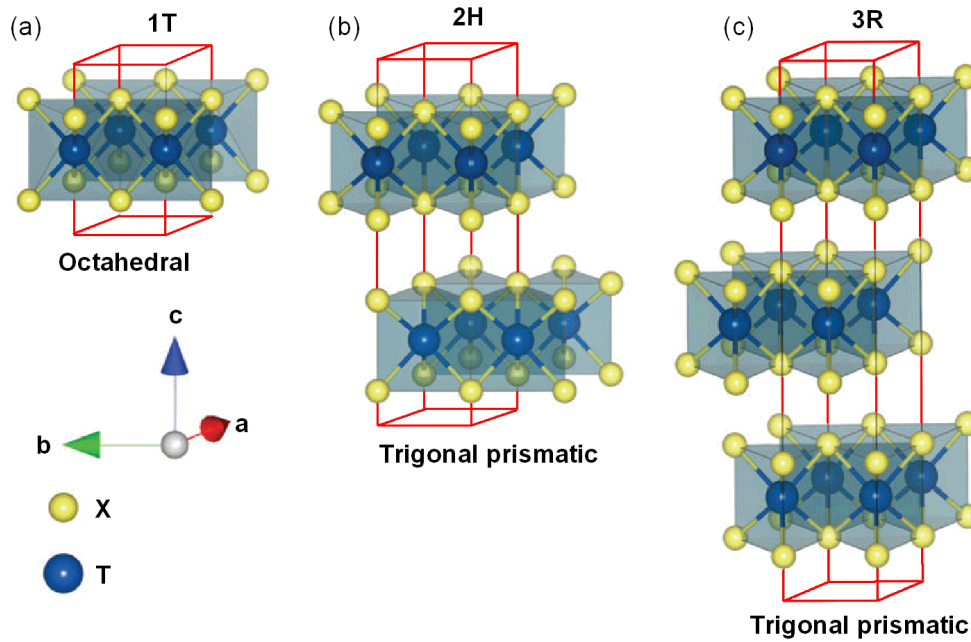 (a) 1T
Octahedral
(b) 2H
Trigonal prismatic
(c) 3R
Trigonal prismatic
c
b
a
X
T